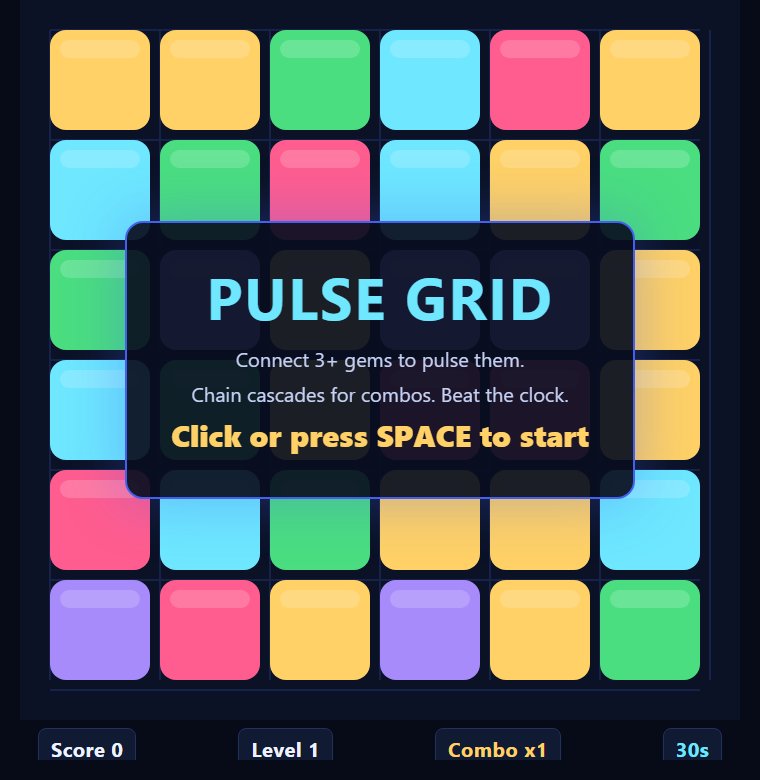 PULSE GRID
Connect 3+ gems to pulse them.
Chain cascades for combos. Beat the clock.
Click or press SPACE to start
Score 0
Level 1
Combo x1
30s